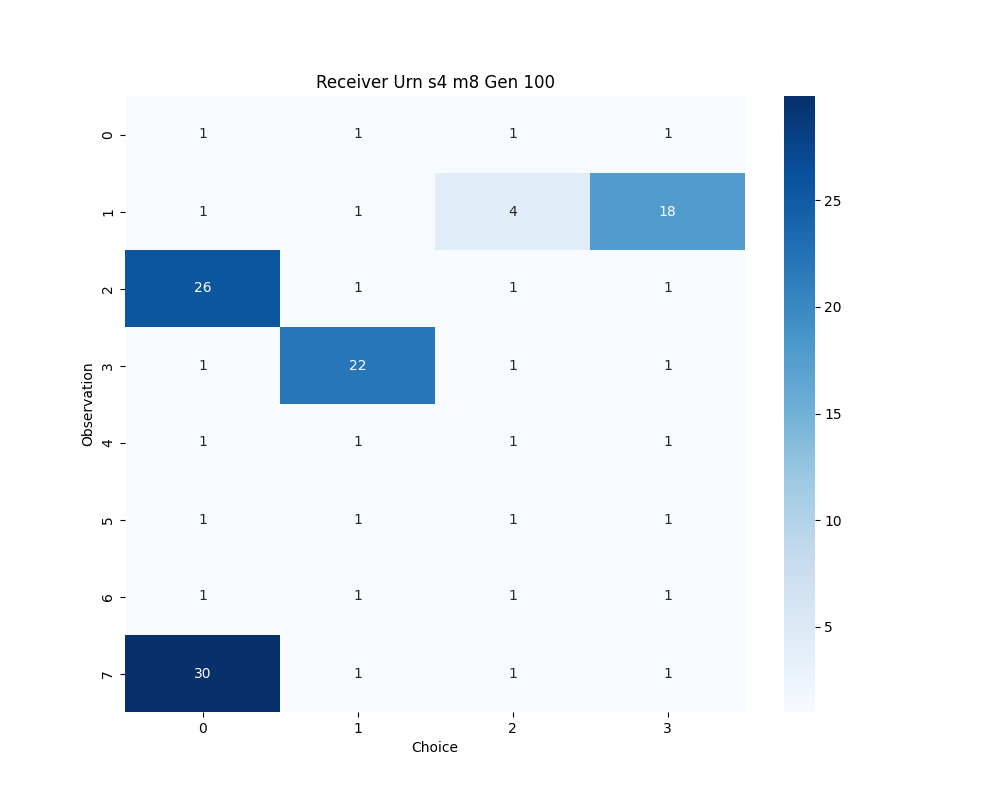 Receiver Urn s4 m8 Gen 100
0 1 1 1 1
1 1 1 4 18
2 26 1 1 1
3 1 22 1 1
4 1 1 1 1
5 1 1 1 1
6 1 1 1 1
7 30 1 1 1
0 1 2 3
Choice
Observation
25
20
15
10
5